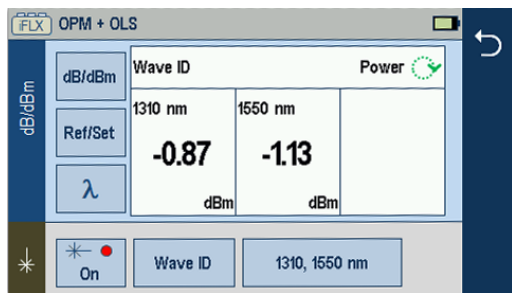 iFLX OPM + OLS
dB/dBm
dB/dBm
Wave ID Power
Ref/Set
λ
1310 nm 1550 nm
-0.87 -1.13
dBm dBm
On
Wave ID
1310, 1550 nm